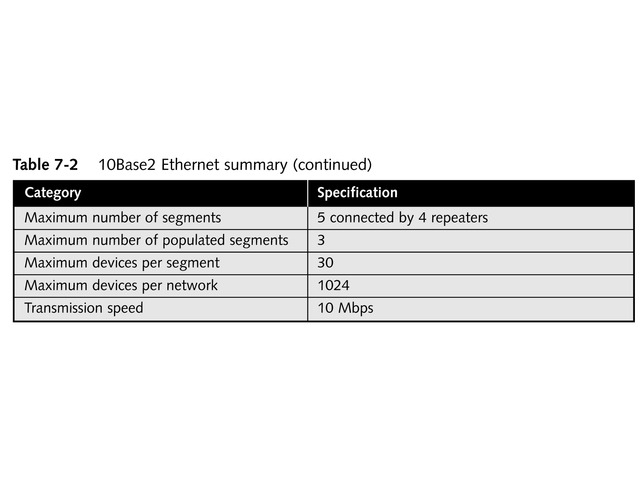 Table 7-2 10Base2 Ethernet summary (continued)
Category Specification
Maximum number of segments 5 connected by 4 repeaters
Maximum number of populated segments 3
Maximum devices per segment 30
Maximum devices per network 1024
Transmission speed 10 Mbps